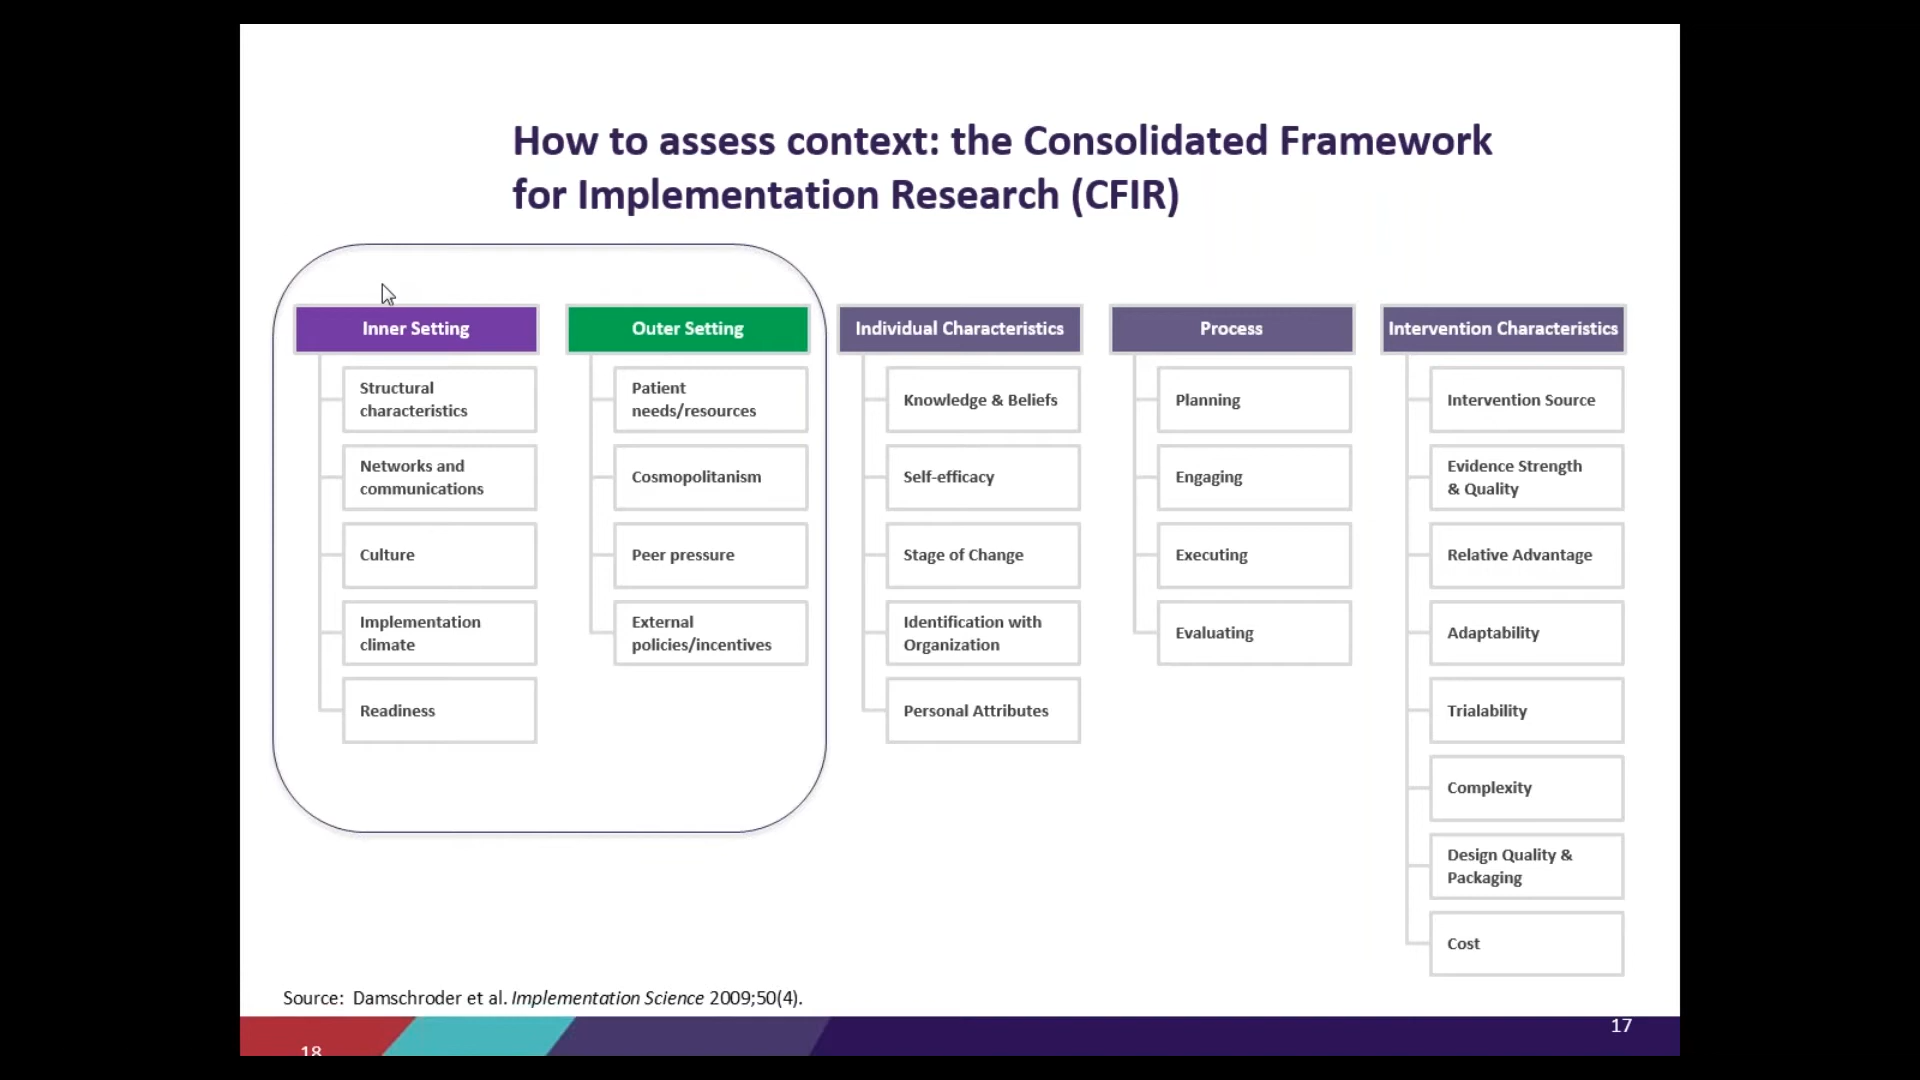 How to assess context: the Consolidated Framework
for Implementation Research (CFIR)
Inner Setting
Structural
characteristics
Networks and
communications
Culture
Implementation
climate
Readiness
Outer Setting
Patient
needs/resources
Cosmopolitanism
Peer pressure
External
policies/incentives
Individual Characteristics
Knowledge & Beliefs
Self-efficacy
Stage of Change
Identification with
Organization
Personal Attributes
Process
Planning
Engaging
Executing
Evaluating
Intervention Characteristics
Intervention Source
Evidence Strength
& Quality
Relative Advantage
Adaptability
Trialability
Complexity
Design Quality &
Packaging
Cost
Source: Damschroder et al. Implementation Science 2009;50(4).
17
18